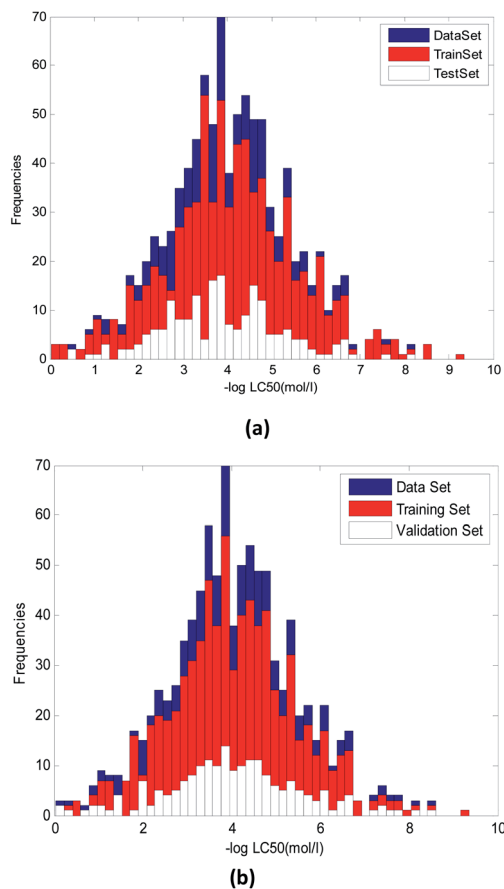 70
60
50
40
30
20
10
0
Frequencies
DataSet
TrainSet
TestSet
0 1 2 3 4 5 6 7 8 9 10
-log LC50(mol/l)
(a)
70
60
50
40
30
20
10
0
Frequencies
Data Set
Training Set
Validation Set
0 2 4 6 8 10
-log LC50(mol/l)
(b)